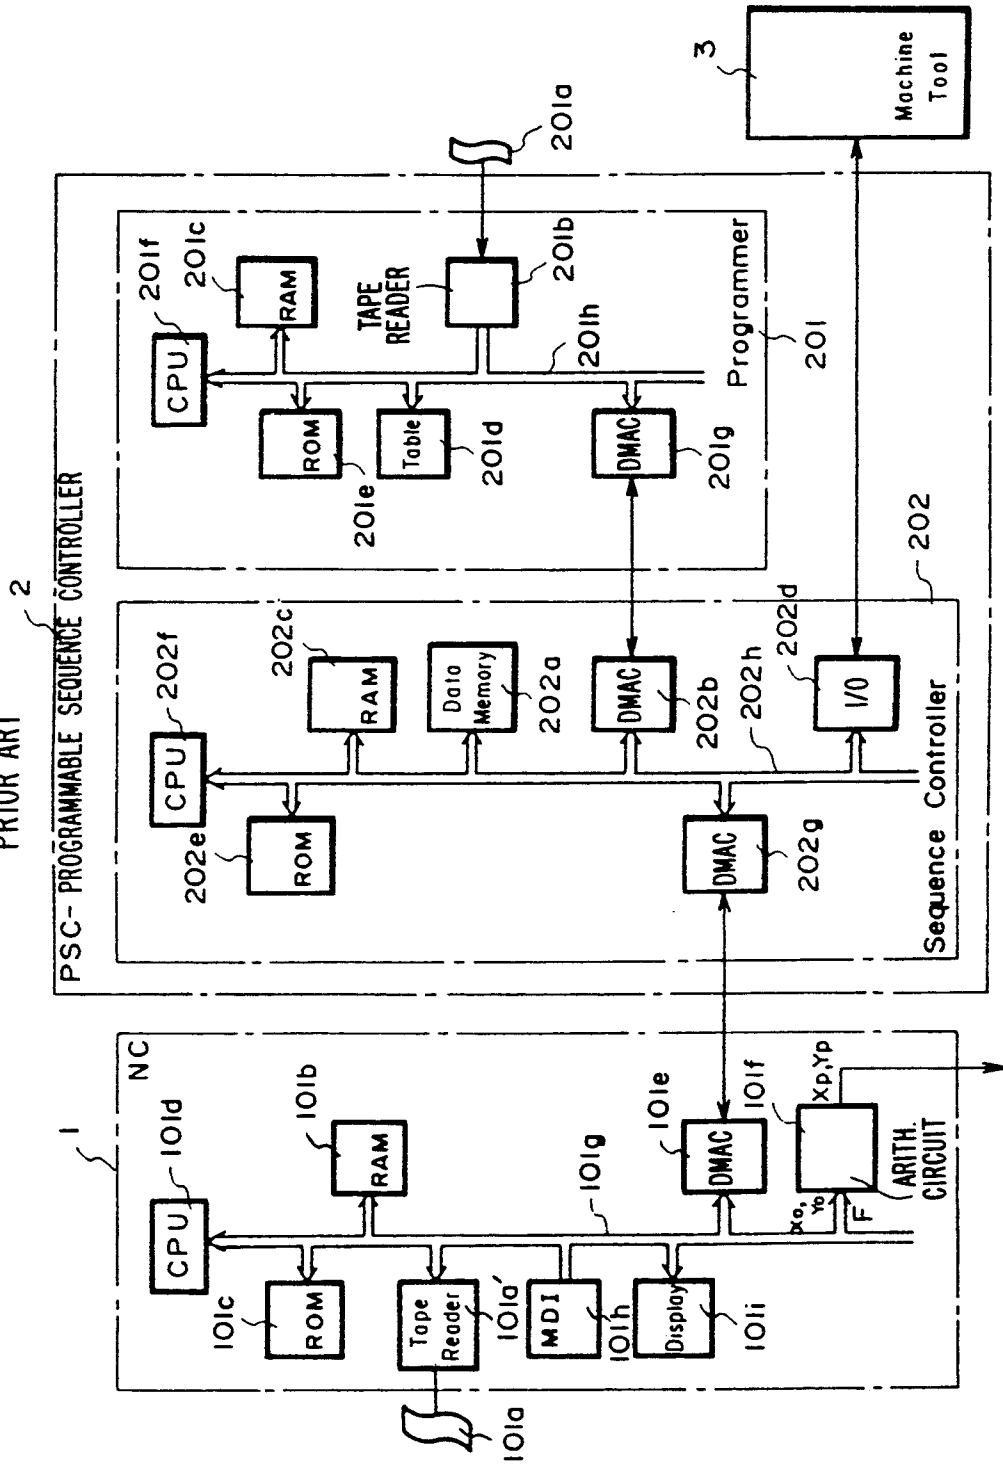 PRIOR ART
2
PSC-PROGRAMMABLE SEQUENCE CONTROLLER
1
NC
CPU
101d
101c
ROM
101b
RAM
101a
Tape
Reader
101a'
101g
MDI
101h
Display
101i
101e
DMAC
Xo,
Yo
F
101f
Xp,Yp
ARITH.
CIRCUIT
CPU
202f
202e
ROM
202c
RAM
Data
Memory
202a
DMAC
202b
DMAC
202g
202h
202d
I/O
Sequence Controller
202
CPU
201f
201c
RAM
ROM
201e
TAPE
READER
201b
201a
Table
201d
201h
DMAC
201g
Programmer
201
3
Machine
Tool